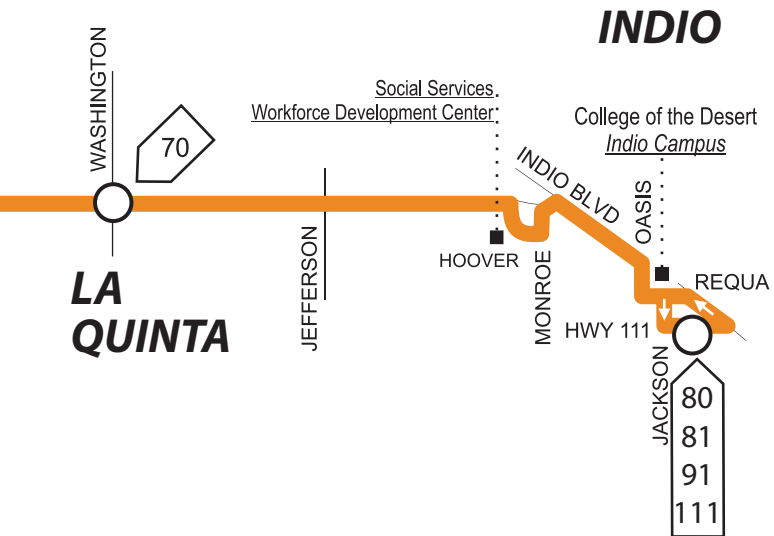 INDIO
WASHINGTON
70
Social Services
Workforce Development Center
College of the Desert
Indio Campus
INDIO BLVD
OASIS
HOOVER
REQUA
LA
QUINTA
JEFFERSON
MONROE
HWY 111
JACKSON
80
81
91
111